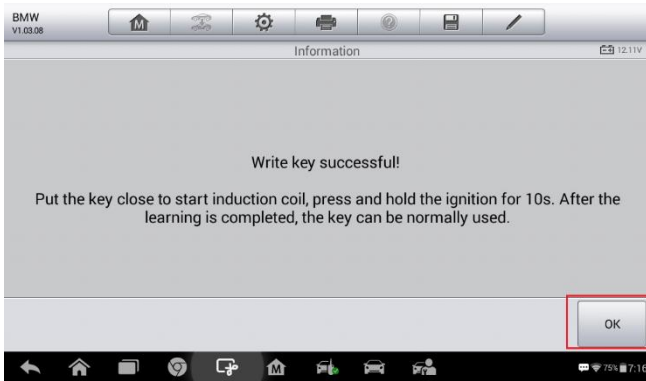 BMW
V1.03.08
Information
12.11V
Write key successful!
Put the key close to start induction coil, press and hold the ignition for 10s. After the
learning is completed, the key can be normally used.
OK
75% 7:16